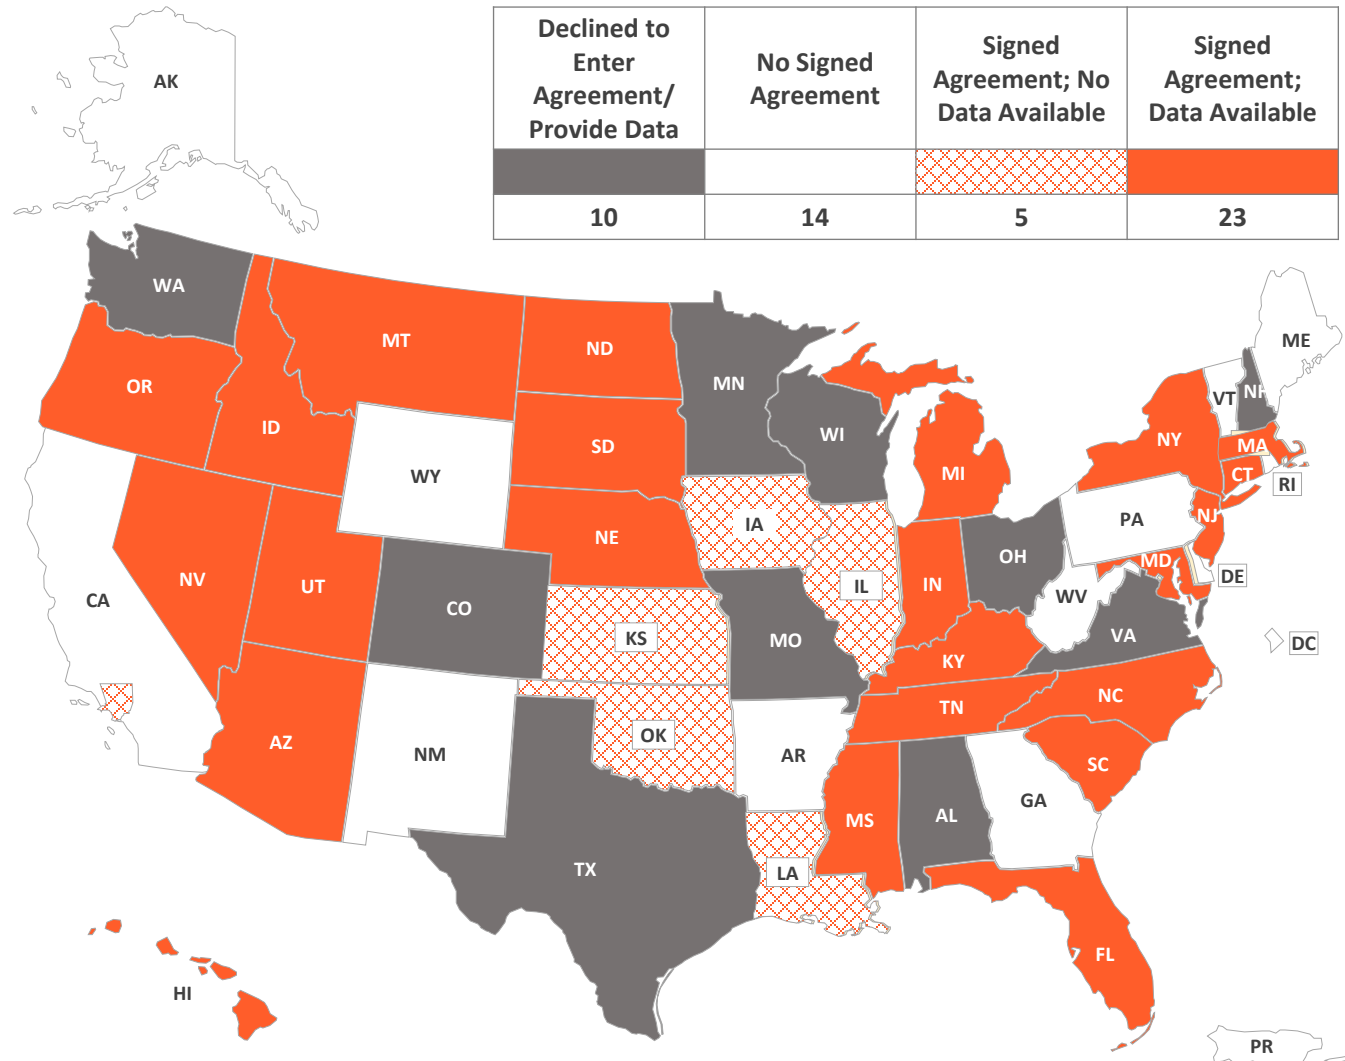 Declined to
Enter
Agreement/
Provide Data
No Signed
Agreement
Signed
Agreement; No
Data Available
Signed
Agreement;
Data Available
10
14
5
23
AK
WA
MT
ND
MN
ME
OR
ID
SD
WI
MI
NY
VT
NH
MA
CT
RI
WY
NE
IA
PA
NJ
NV
UT
CO
CA
KS
IL
IN
OH
MD
DE
WV
VA
DC
MO
KY
AZ
NM
OK
AR
TN
NC
SC
MS
AL
GA
TX
LA
FL
HI
PR